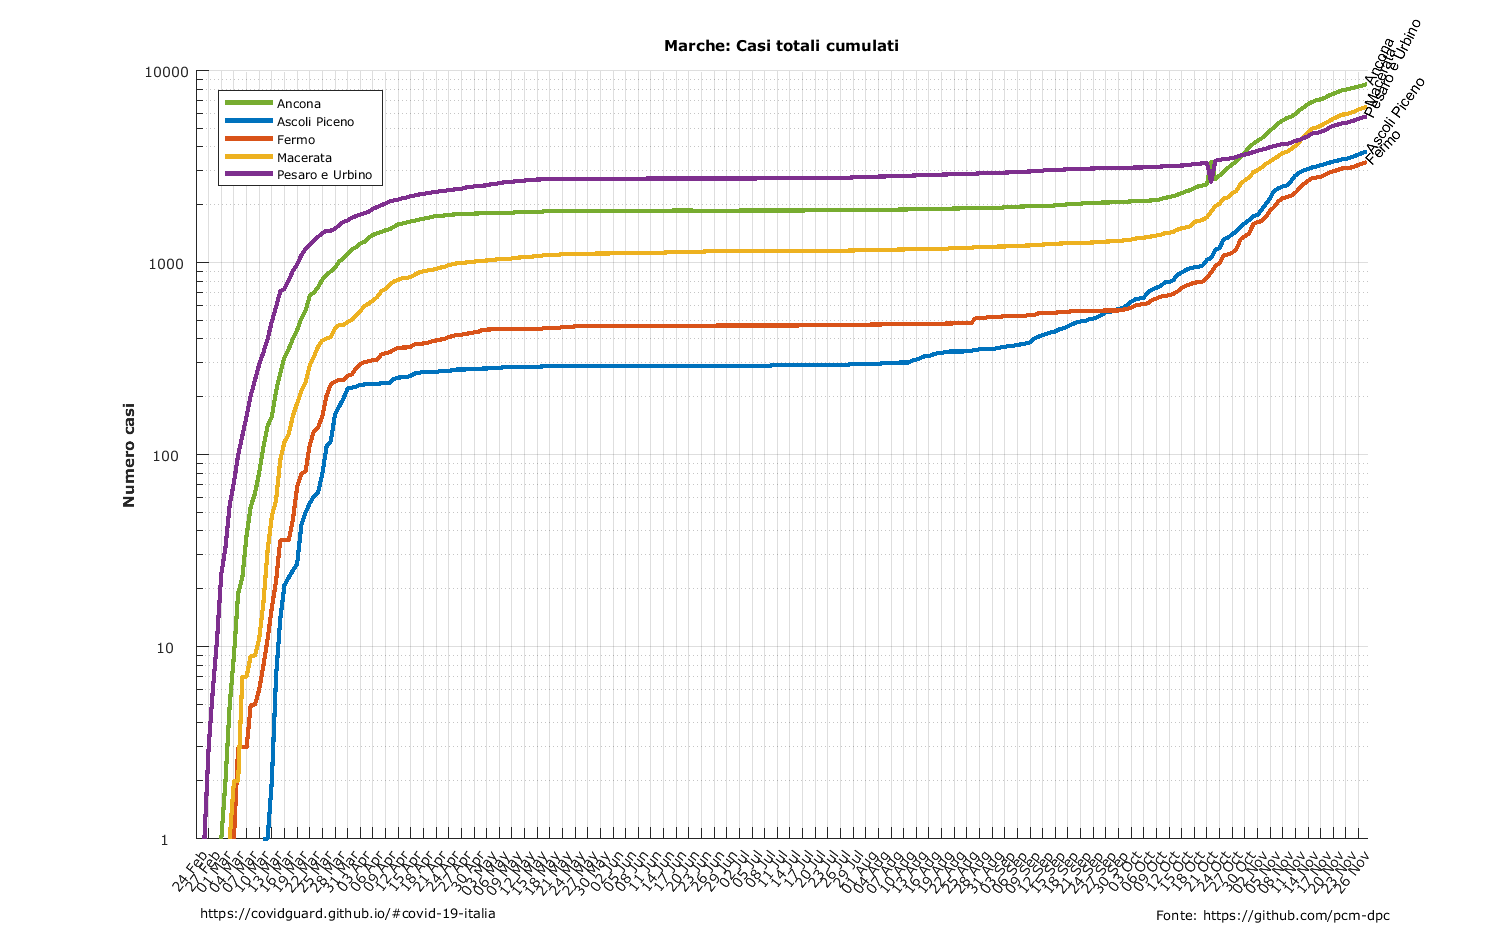 Marche: Casi totali cumulati
Ancona
Macerata
Pesaro e Urbino
Ascoli Piceno
Fermo
10000
1000
100
10
1
Numero casi
Ancona
Ascoli Piceno
Fermo
Macerata
Pesaro e Urbino
24 Feb
27 Feb
01 Mar
04 Mar
07 Mar
10 Mar
13 Mar
16 Mar
19 Mar
22 Mar
25 Mar
28 Mar
31 Mar
03 Apr
06 Apr
09 Apr
12 Apr
15 Apr
18 Apr
21 Apr
24 Apr
27 Apr
30 Apr
03 May
06 May
09 May
12 May
15 May
18 May
21 May
24 May
27 May
30 May
02 Jun
05 Jun
08 Jun
11 Jun
14 Jun
17 Jun
20 Jun
23 Jun
26 Jun
29 Jun
02 Jul
05 Jul
08 Jul
11 Jul
14 Jul
17 Jul
20 Jul
23 Jul
26 Jul
29 Jul
01 Aug
04 Aug
07 Aug
10 Aug
13 Aug
16 Aug
19 Aug
22 Aug
25 Aug
28 Aug
31 Aug
03 Sep
06 Sep
09 Sep
12 Sep
15 Sep
18 Sep
21 Sep
24 Sep
27 Sep
30 Sep
03 Oct
06 Oct
09 Oct
12 Oct
15 Oct
18 Oct
21 Oct
24 Oct
27 Oct
30 Oct
02 Nov
05 Nov
08 Nov
11 Nov
14 Nov
17 Nov
20 Nov
23 Nov
26 Nov
https://covidguard.github.io/#covid-19-italia
Fonte: https://github.com/pcm-dpc